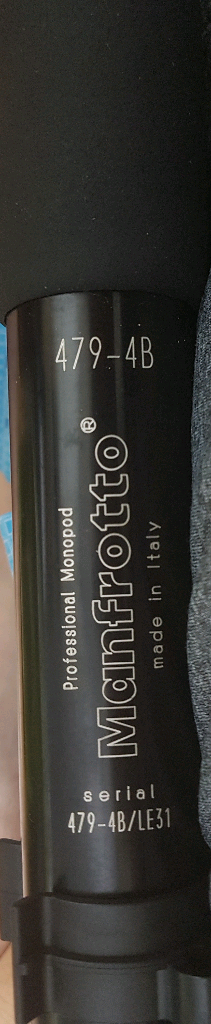 479-4B
Professional Monopod
Manfrotto®
made in Italy
serial
479-4B/LE31